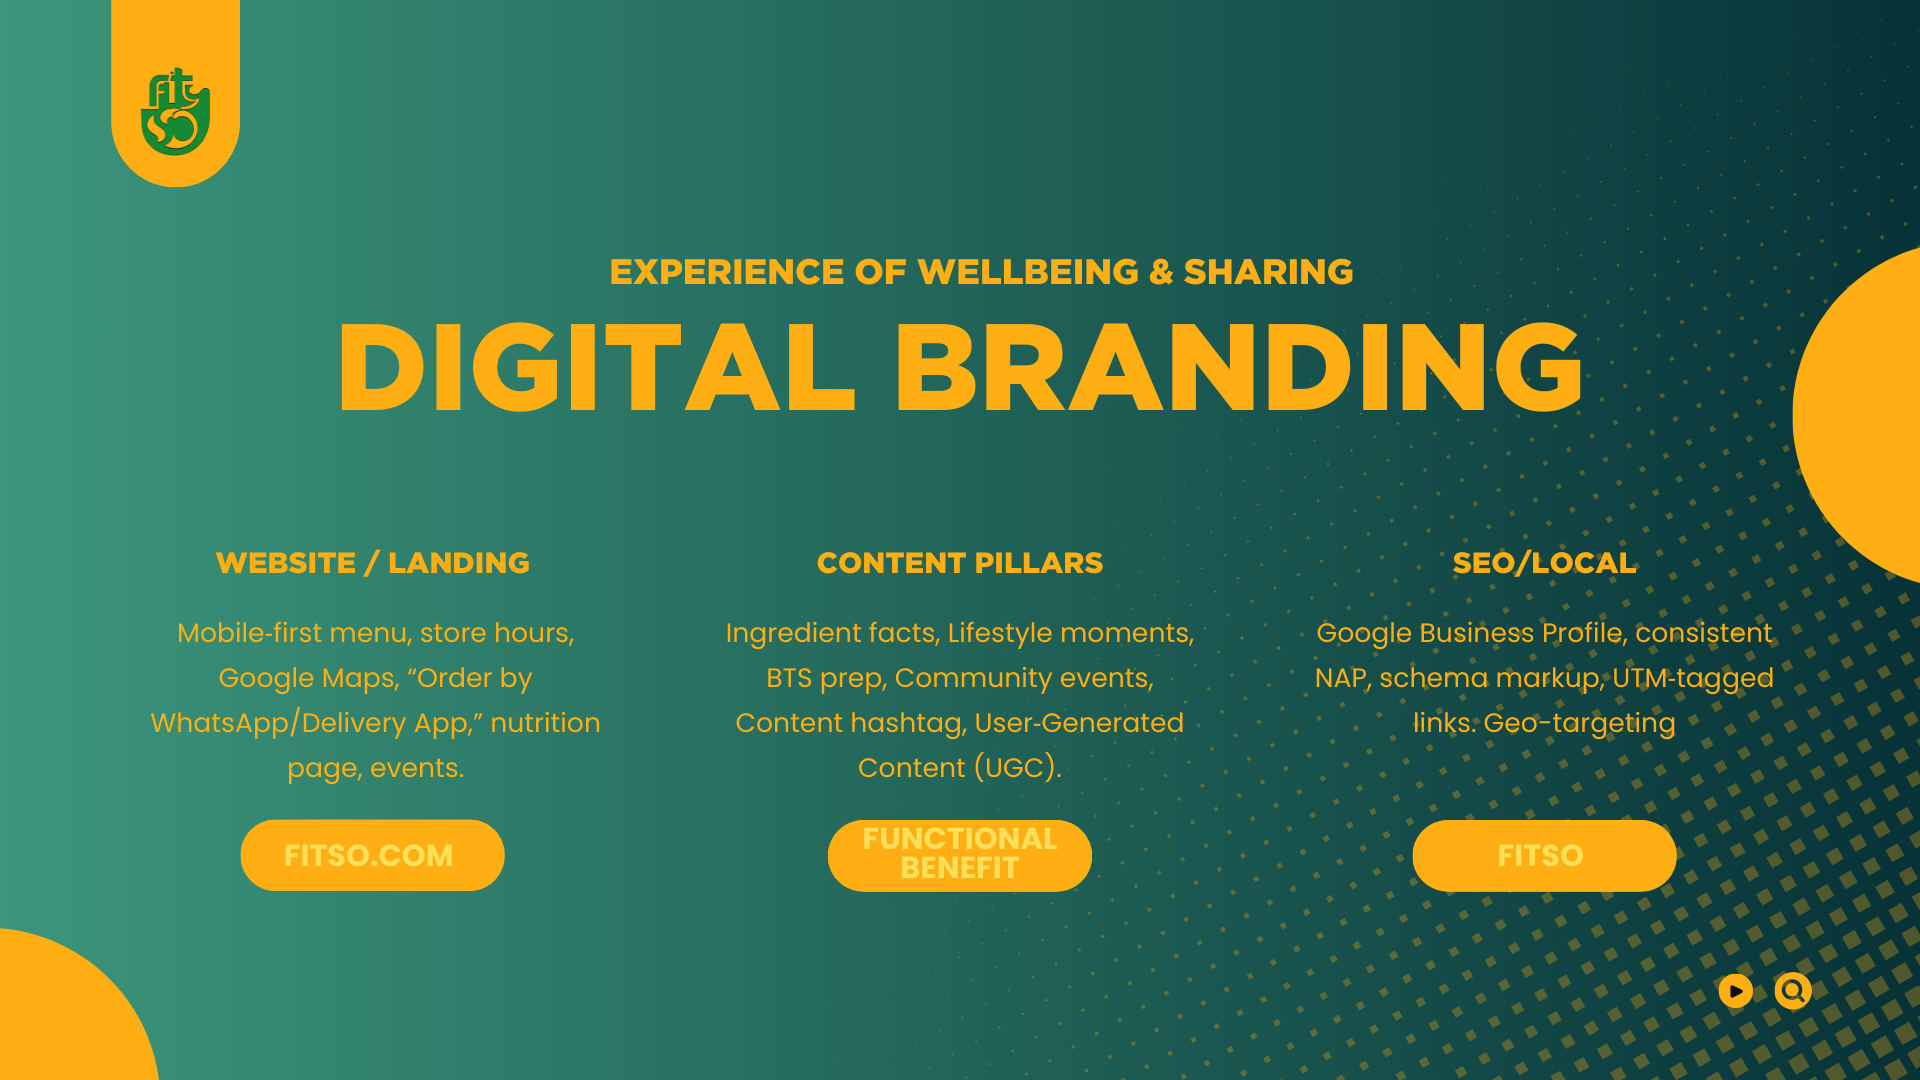 fit
so
EXPERIENCE OF WELLBEING & SHARING
DIGITAL BRANDING
WEBSITE / LANDING
Mobile-first menu, store hours,
Google Maps, “Order by
WhatsApp/Delivery App,” nutrition
page, events.
FITSO.COM
CONTENT PILLARS
Ingredient facts, Lifestyle moments,
BTS prep, Community events,
Content hashtag, User-Generated
Content (UGC).
FUNCTIONAL
BENEFIT
SEO/LOCAL
Google Business Profile, consistent
NAP, schema markup, UTM-tagged
links. Geo-targeting
FITSO